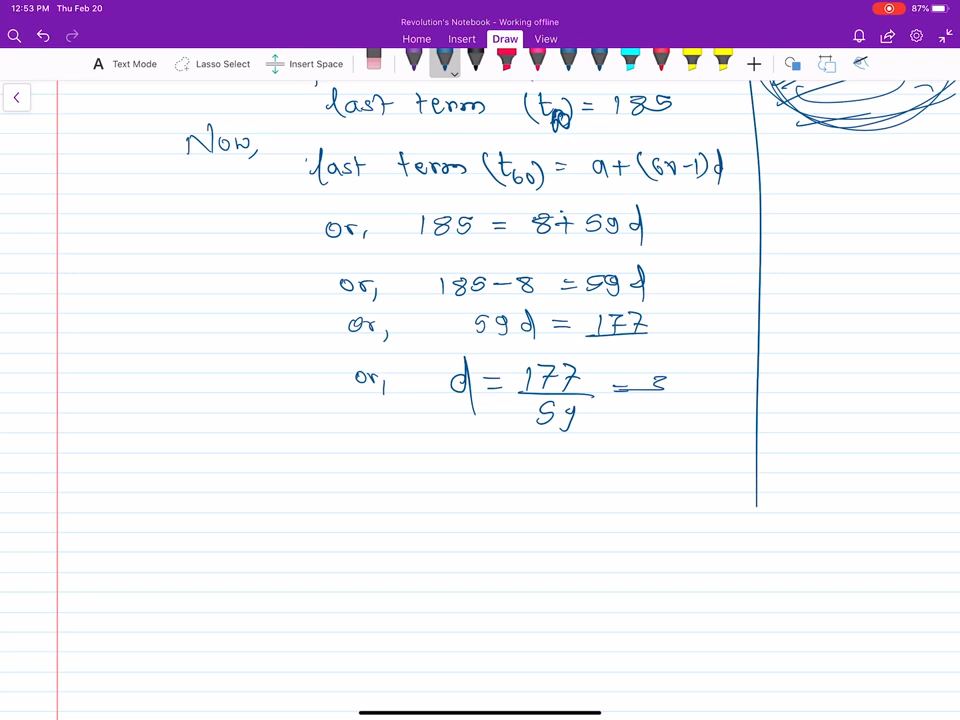 12:53 PM Thu Feb 20
87%
Revolution's Notebook - Working offline
Home Insert Draw View
A Text Mode Lasso Select Insert Space
last term (t60) = 185
Now,
last term (t60) = a+(60-1)d
or, 185 = 8+59d
or, 185-8 = 59d
or, 59d = 177
or, d = 177/59 = 3